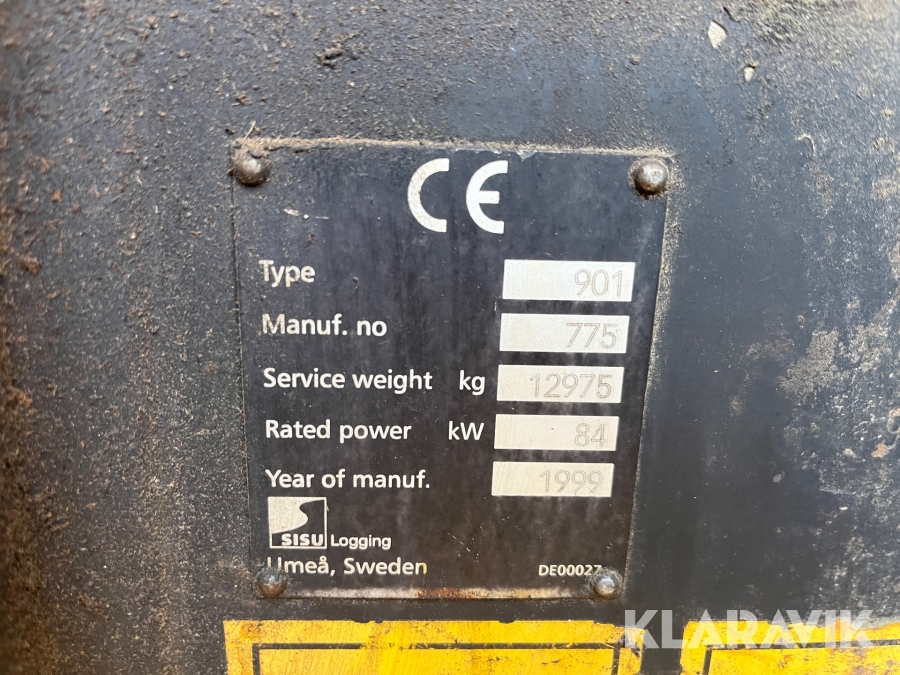 CE
Type 901
Manuf. no 775
Service weight kg 12975
Rated power kW 84
Year of manuf. 1999
SISU Logging
Umeå, Sweden DE00027
KLARAVIK